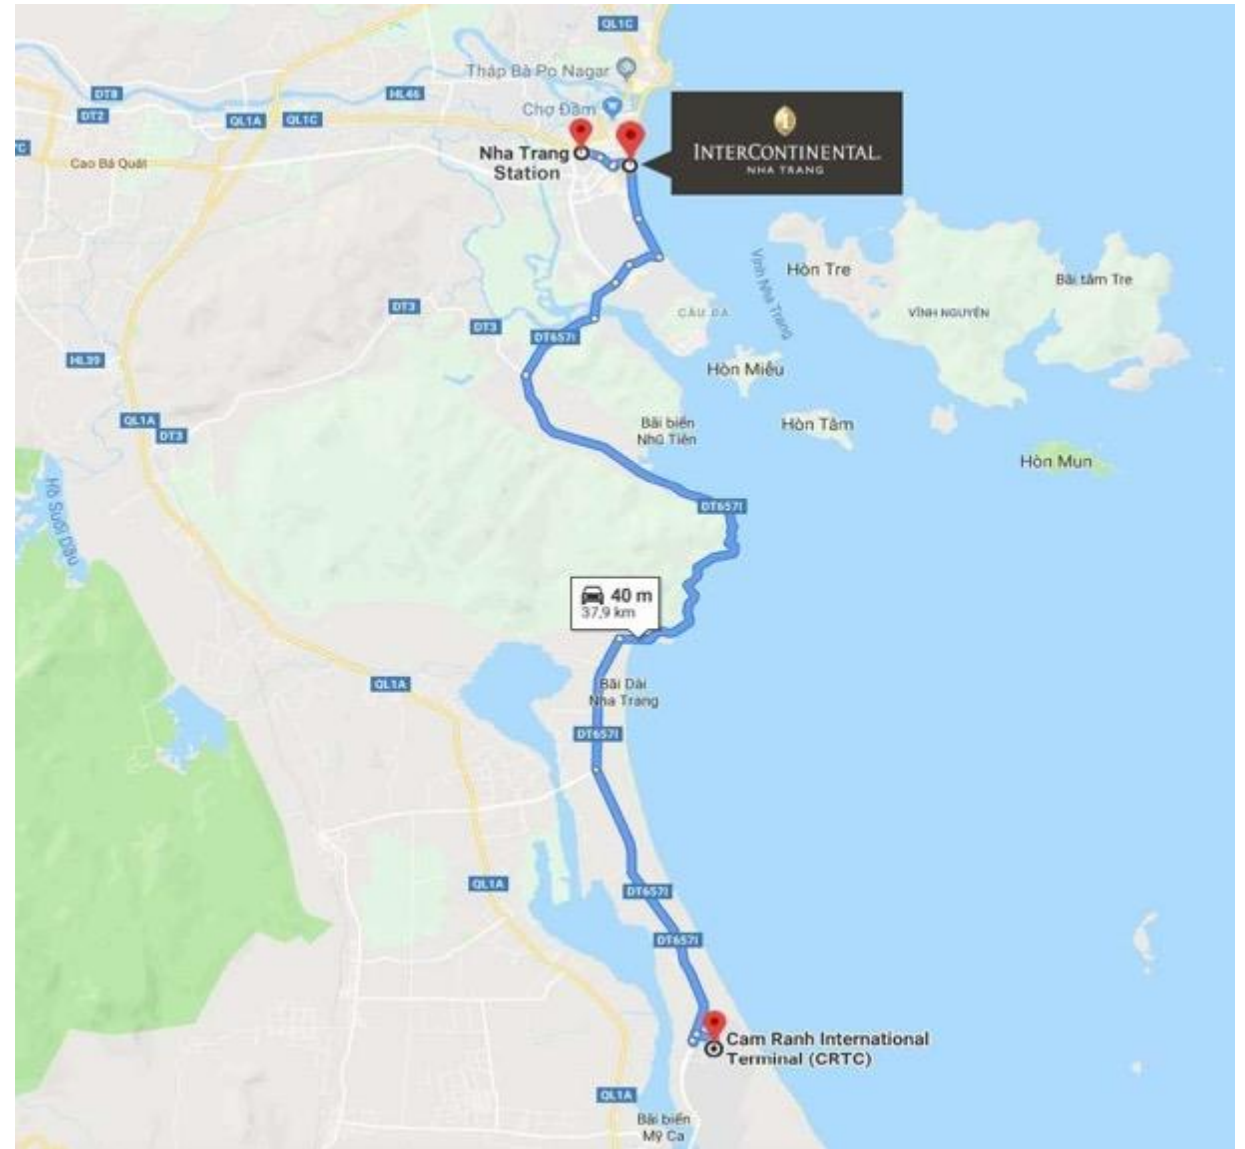 QL1C
Tháp Bà Po Nagar
DT8
HL46
Chợ Đầm
DT2
QL1A
QL1C
INTERCONTINENTAL.
NHA TRANG
Nha Trang
Station
Cao Bá Quát
Vịnh Nha Trang
Hòn Tre
Bãi tắm Tre
VĨNH NGUYÊN
DT3
CẦU ĐÁ
DT3
DT657I
HL39
Hòn Miễu
QL1A
DT3
Bãi biển
Nhũ Tiên
Hòn Tằm
Hòn Mun
Hồ Suối Dầu
DT657I
40 m
37,9 km
QL1A
Bãi Dài
Nha Trang
DT657I
QL1A
DT657I
DT657I
Cam Ranh International
Terminal (CRTC)
QL1A
Bãi biển
Mỹ Ca